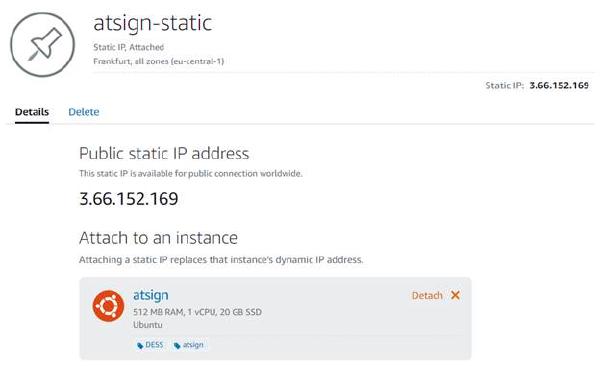 atsign-static
Static IP, Attached
Frankfurt, all zones (eu-central-1)
Static IP: 3.66.152.169
Details Delete
Public static IP address
This static IP is available for public connection worldwide.
3.66.152.169
Attach to an instance
Attaching a static IP replaces that instance's dynamic IP address.
atsign
Detach
512 MB RAM, 1 vCPU, 20 GB SSD
Ubuntu
DESS atsign